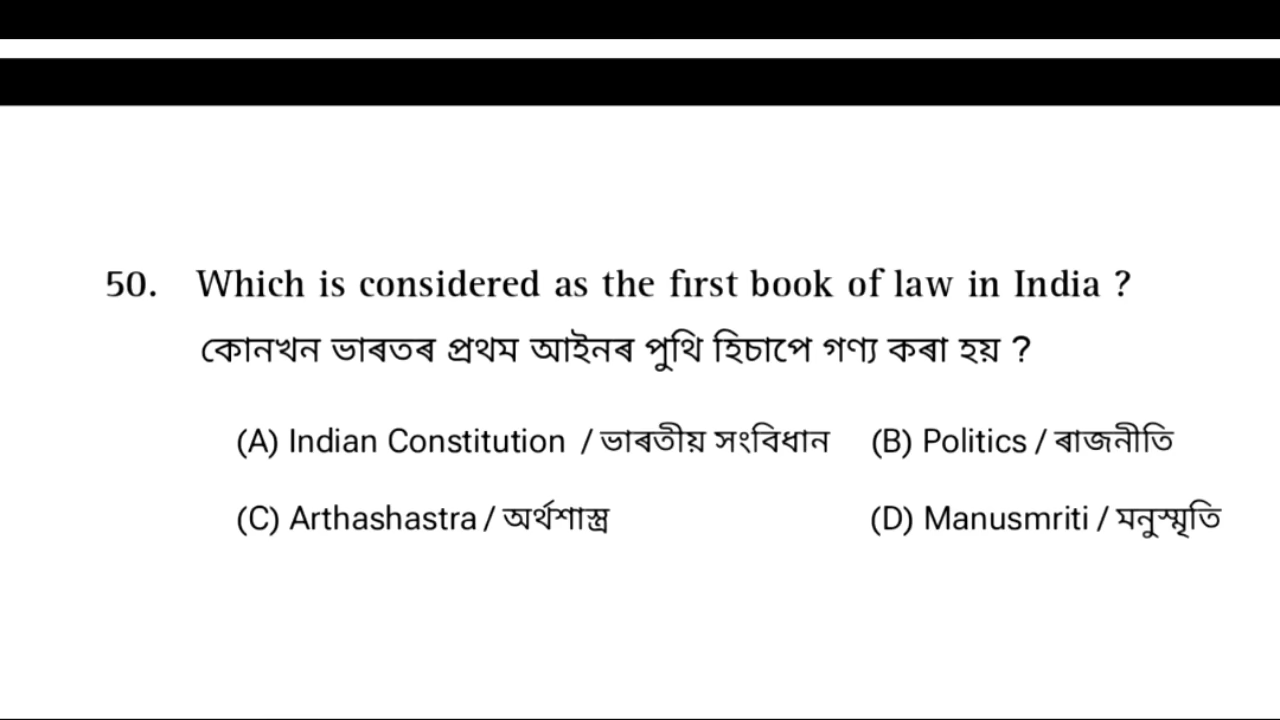 50. Which is considered as the first book of law in India ?
কোনখন ভাৰতৰ প্ৰথম আইনৰ পুথি হিচাপে গণ্য কৰা হয় ?
(A) Indian Constitution / ভাৰতীয় সংবিধান (B) Politics / ৰাজনীতি
(C) Arthashastra / অৰ্থশাস্ত্ৰ (D) Manusmriti / মনুস্মৃতি